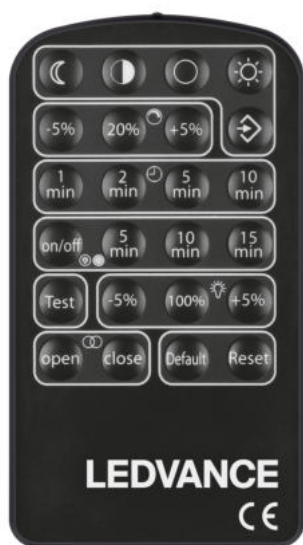 -5% 20% +5%
1 min 2 min 5 min 10 min
on/off 5 min 10 min 15 min
Test -5% 100% +5%
open close Default Reset
LEDVANCE
CE